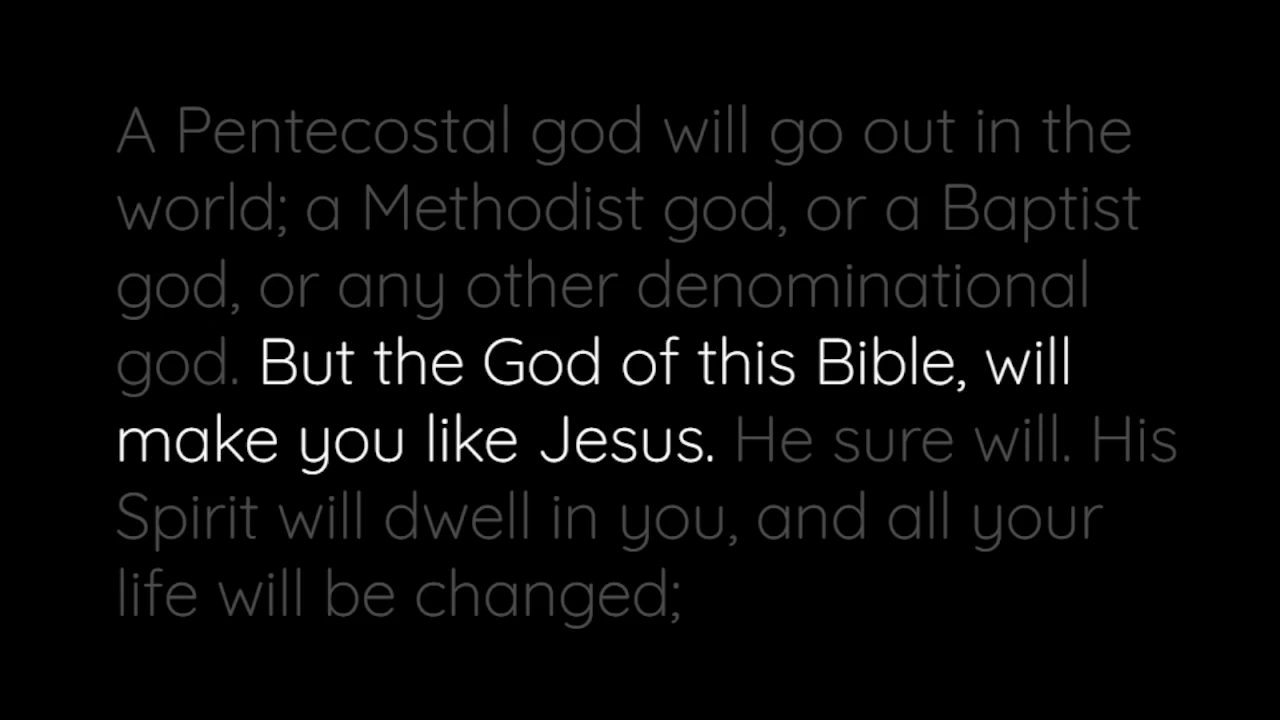 A Pentecostal god will go out in the
world; a Methodist god, or a Baptist
god, or any other denominational
god. But the God of this Bible, will
make you like Jesus. He sure will. His
Spirit will dwell in you, and all your
life will be changed;